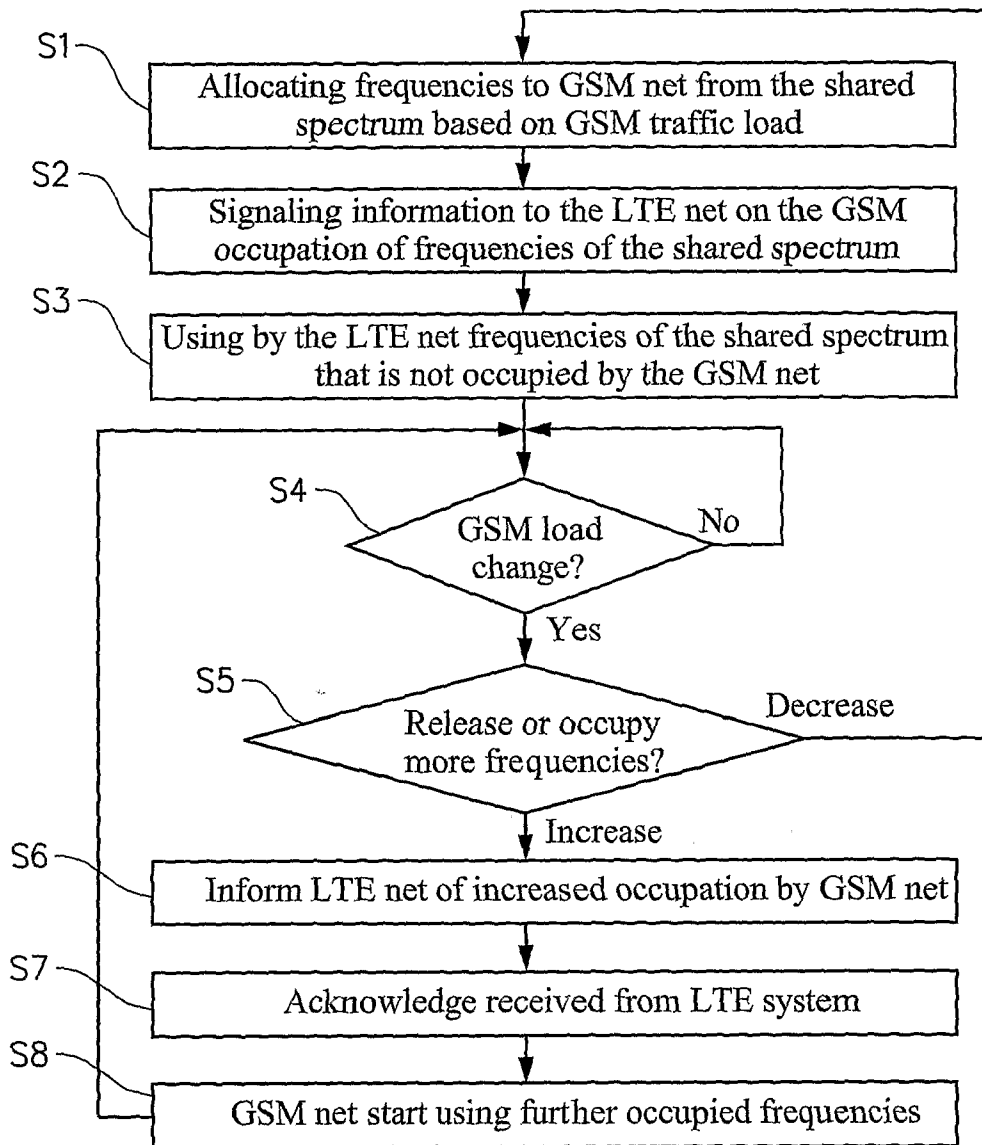 S1
Allocating frequencies to GSM net from the shared
spectrum based on GSM traffic load
S2
Signaling information to the LTE net on the GSM
occupation of frequencies of the shared spectrum
S3
Using by the LTE net frequencies of the shared spectrum
that is not occupied by the GSM net
S4
GSM load
change?
No
Yes
S5
Release or occupy
more frequencies?
Decrease
Increase
S6
Inform LTE net of increased occupation by GSM net
S7
Acknowledge received from LTE system
S8
GSM net start using further occupied frequencies